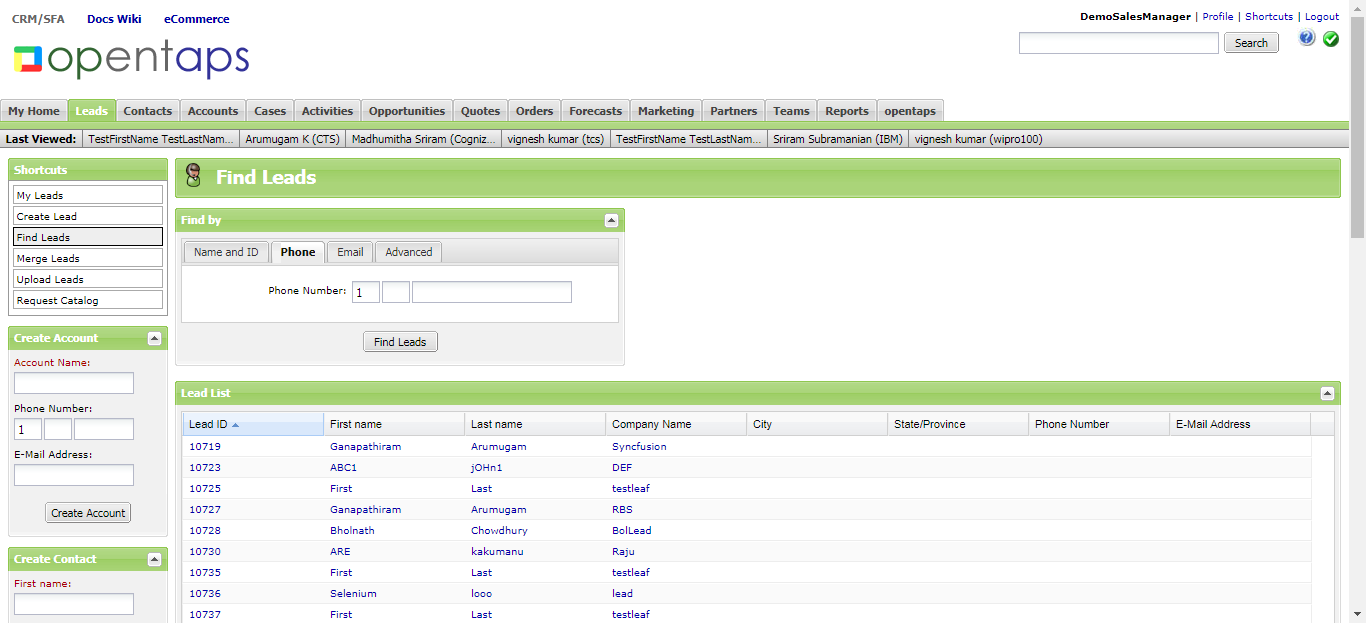 CRM/SFA Docs Wiki eCommerce
DemoSalesManager | Profile | Shortcuts | Logout
opentaps
Search
My Home Leads Contacts Accounts Cases Activities Opportunities Quotes Orders Forecasts Marketing Partners Teams Reports opentaps
Last Viewed: TestFirstName TestLastNam... Arumugam K (CTS) Madhumitha Sriram (Cogniz... vignesh kumar (tcs) TestFirstName TestLastNam... Sriram Subramanian (IBM) vignesh kumar (wipro100)
Shortcuts
My Leads
Create Lead
Find Leads
Merge Leads
Upload Leads
Request Catalog
Create Account
Account Name:
Phone Number:
1
E-Mail Address:
Create Account
Create Contact
First name:
Find Leads
Find by
Name and ID Phone Email Advanced
Phone Number: 1
Find Leads
Lead List
Lead ID First name Last name Company Name City State/Province Phone Number E-Mail Address
10719 Ganapathiram Arumugam Syncfusion
10723 ABC1 jOHn1 DEF
10725 First Last testleaf
10727 Ganapathiram Arumugam RBS
10728 Bholnath Chowdhury BolLead
10730 ARE kakumanu Raju
10735 First Last testleaf
10736 Selenium looo lead
10737 First Last testleaf